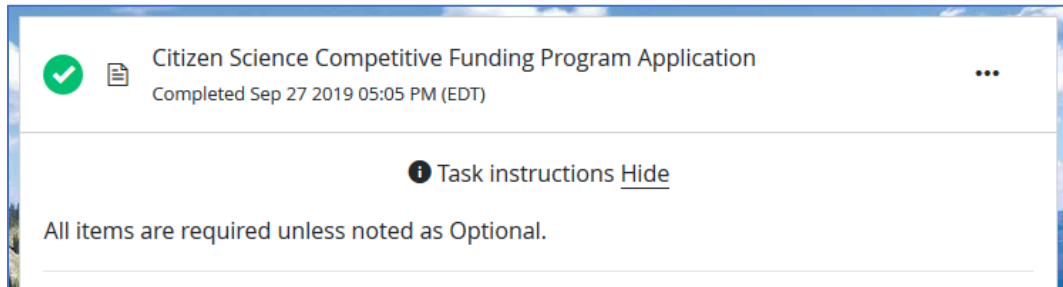 Citizen Science Competitive Funding Program Application
Completed Sep 27 2019 05:05 PM (EDT)
Task instructions Hide
All items are required unless noted as Optional.